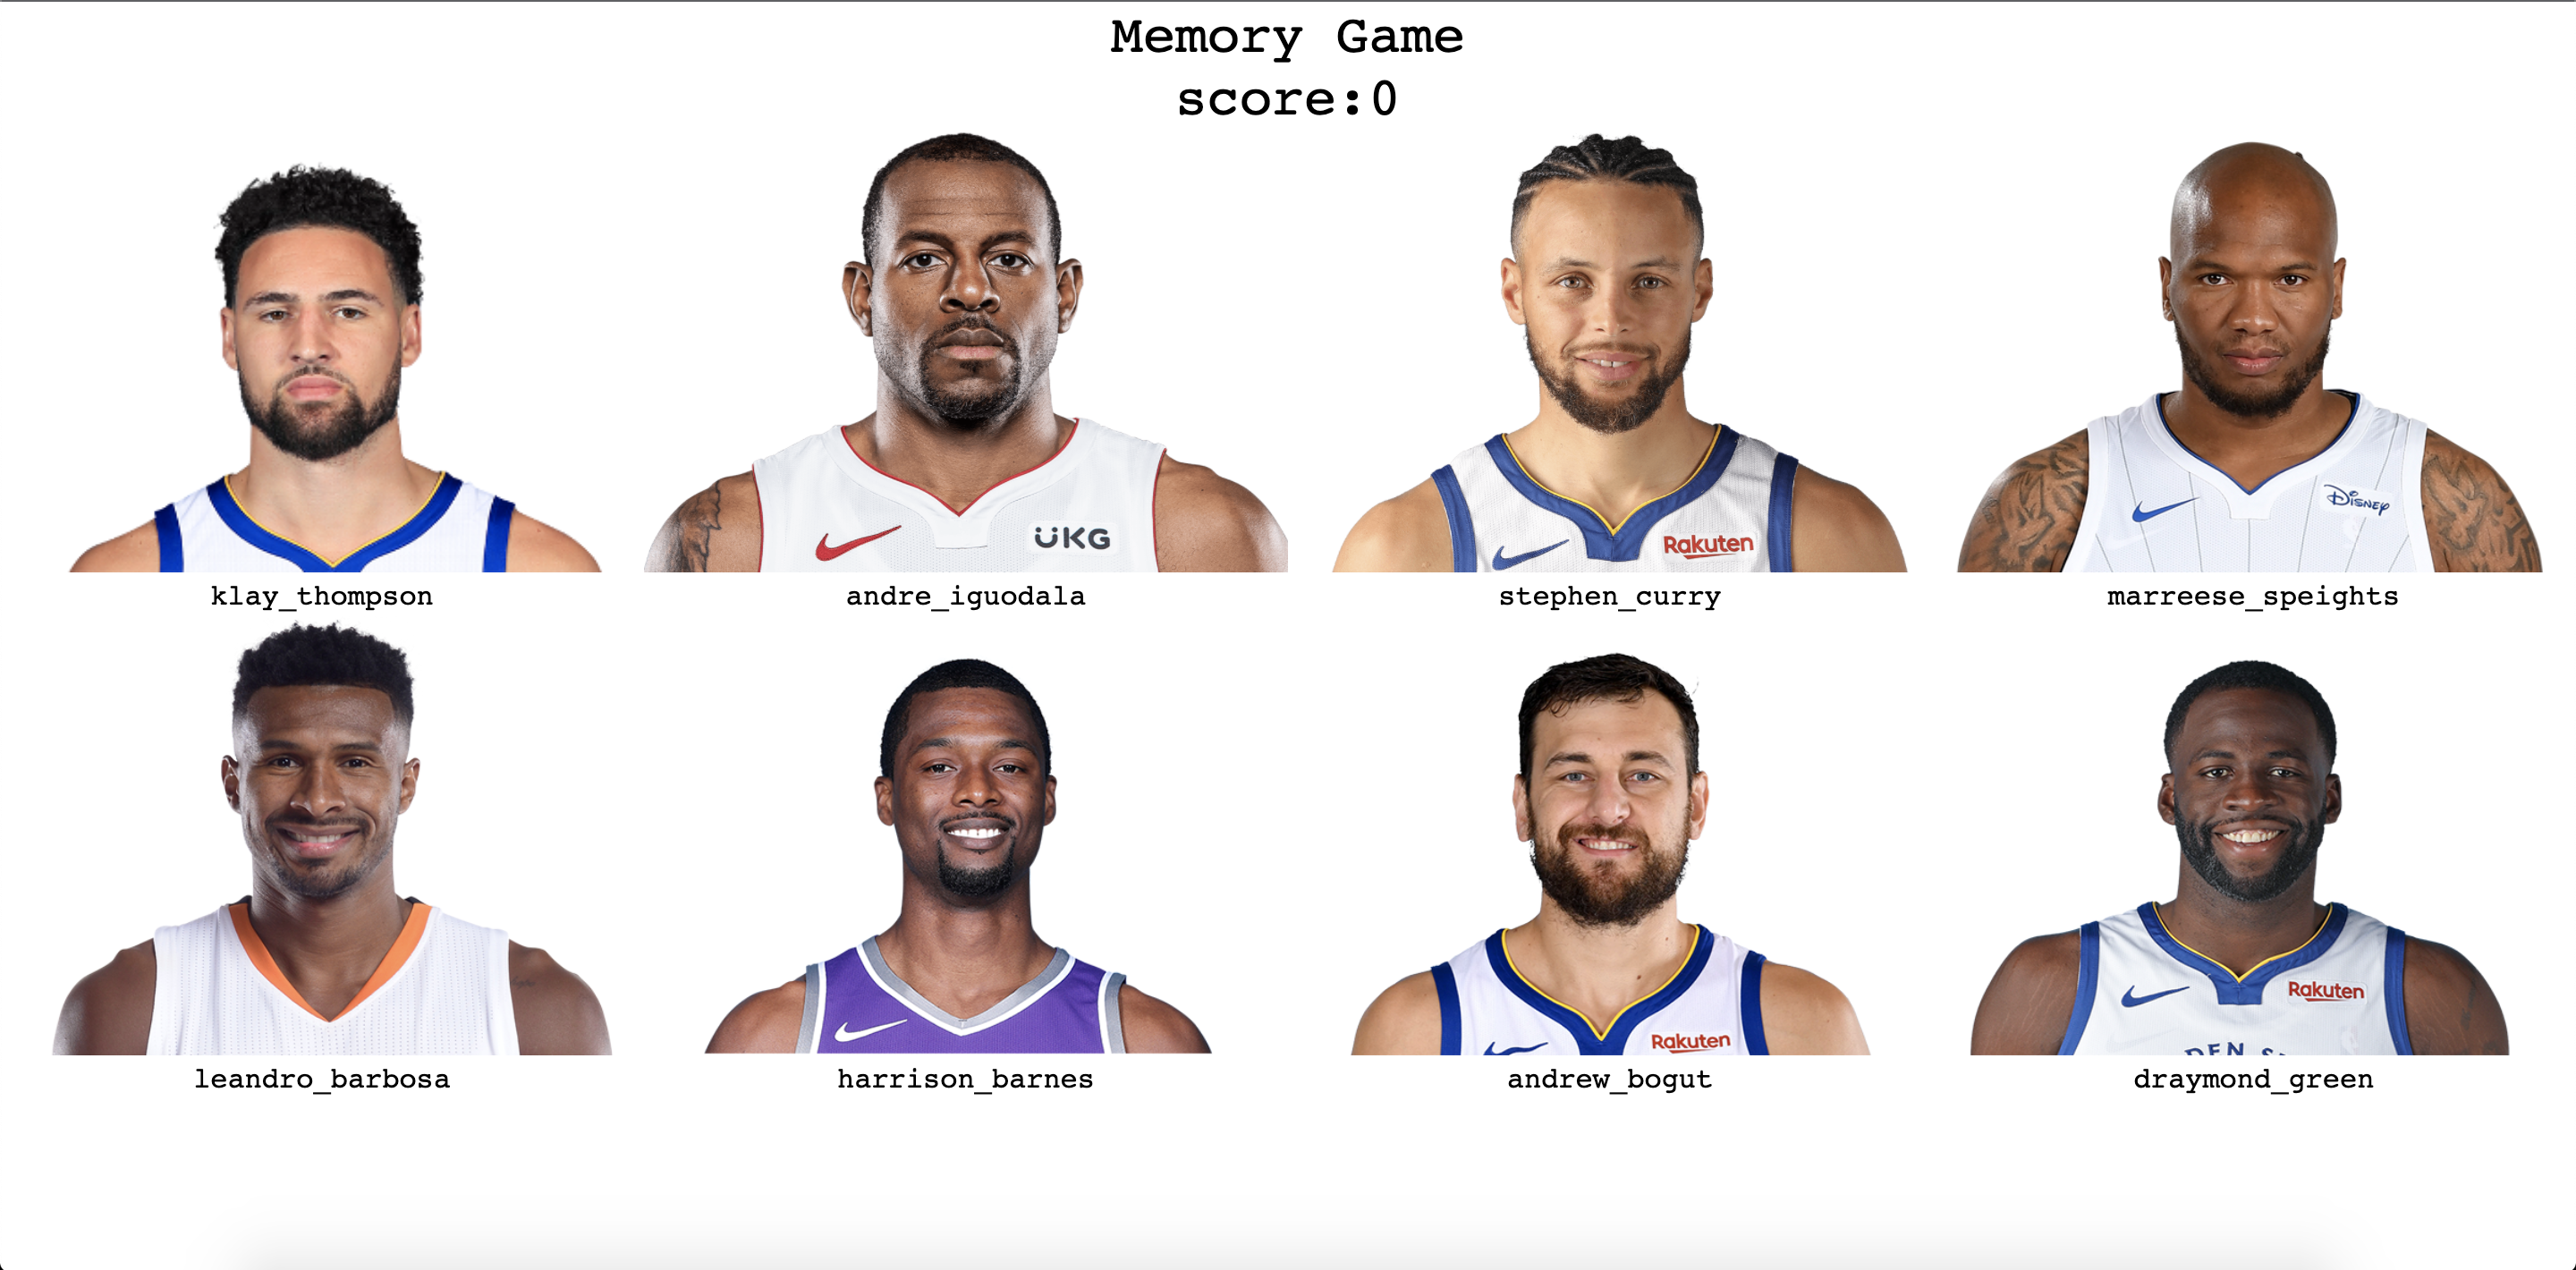 Memory Game
score:0
UKG
Rakuten
Disney
klay_thompson
andre_iguodala
stephen_curry
marreese_speights
Rakuten
Rakuten
leandro_barbosa
harrison_barnes
andrew_bogut
draymond_green